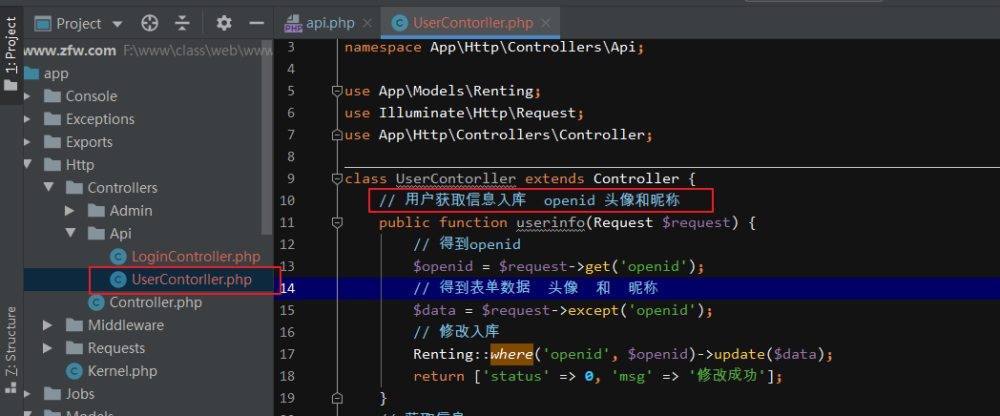 Project
api.php
UserContorller.php
1: Project
Z: Structure
www.zfw.com F:\www\class\web\www
app
Console
Exceptions
Exports
Http
Controllers
Admin
Api
LoginController.php
UserContorller.php
Controller.php
Middleware
Requests
Kernel.php
Jobs
Models
3 namespace App\Http\Controllers\Api;
4
5 use App\Models\Renting;
6 use Illuminate\Http\Request;
7 use App\Http\Controllers\Controller;
8
9 class UserContorller extends Controller {
10 // 用户获取信息入库 openid 头像和昵称
11 public function userinfo(Request $request) {
12 // 得到openid
13 $openid = $request->get('openid');
14 // 得到表单数据 头像 和 昵称
15 $data = $request->except('openid');
16 // 修改入库
17 Renting::where('openid', $openid)->update($data);
18 return ['status' => 0, 'msg' => '修改成功'];
19 }
// 获取信息